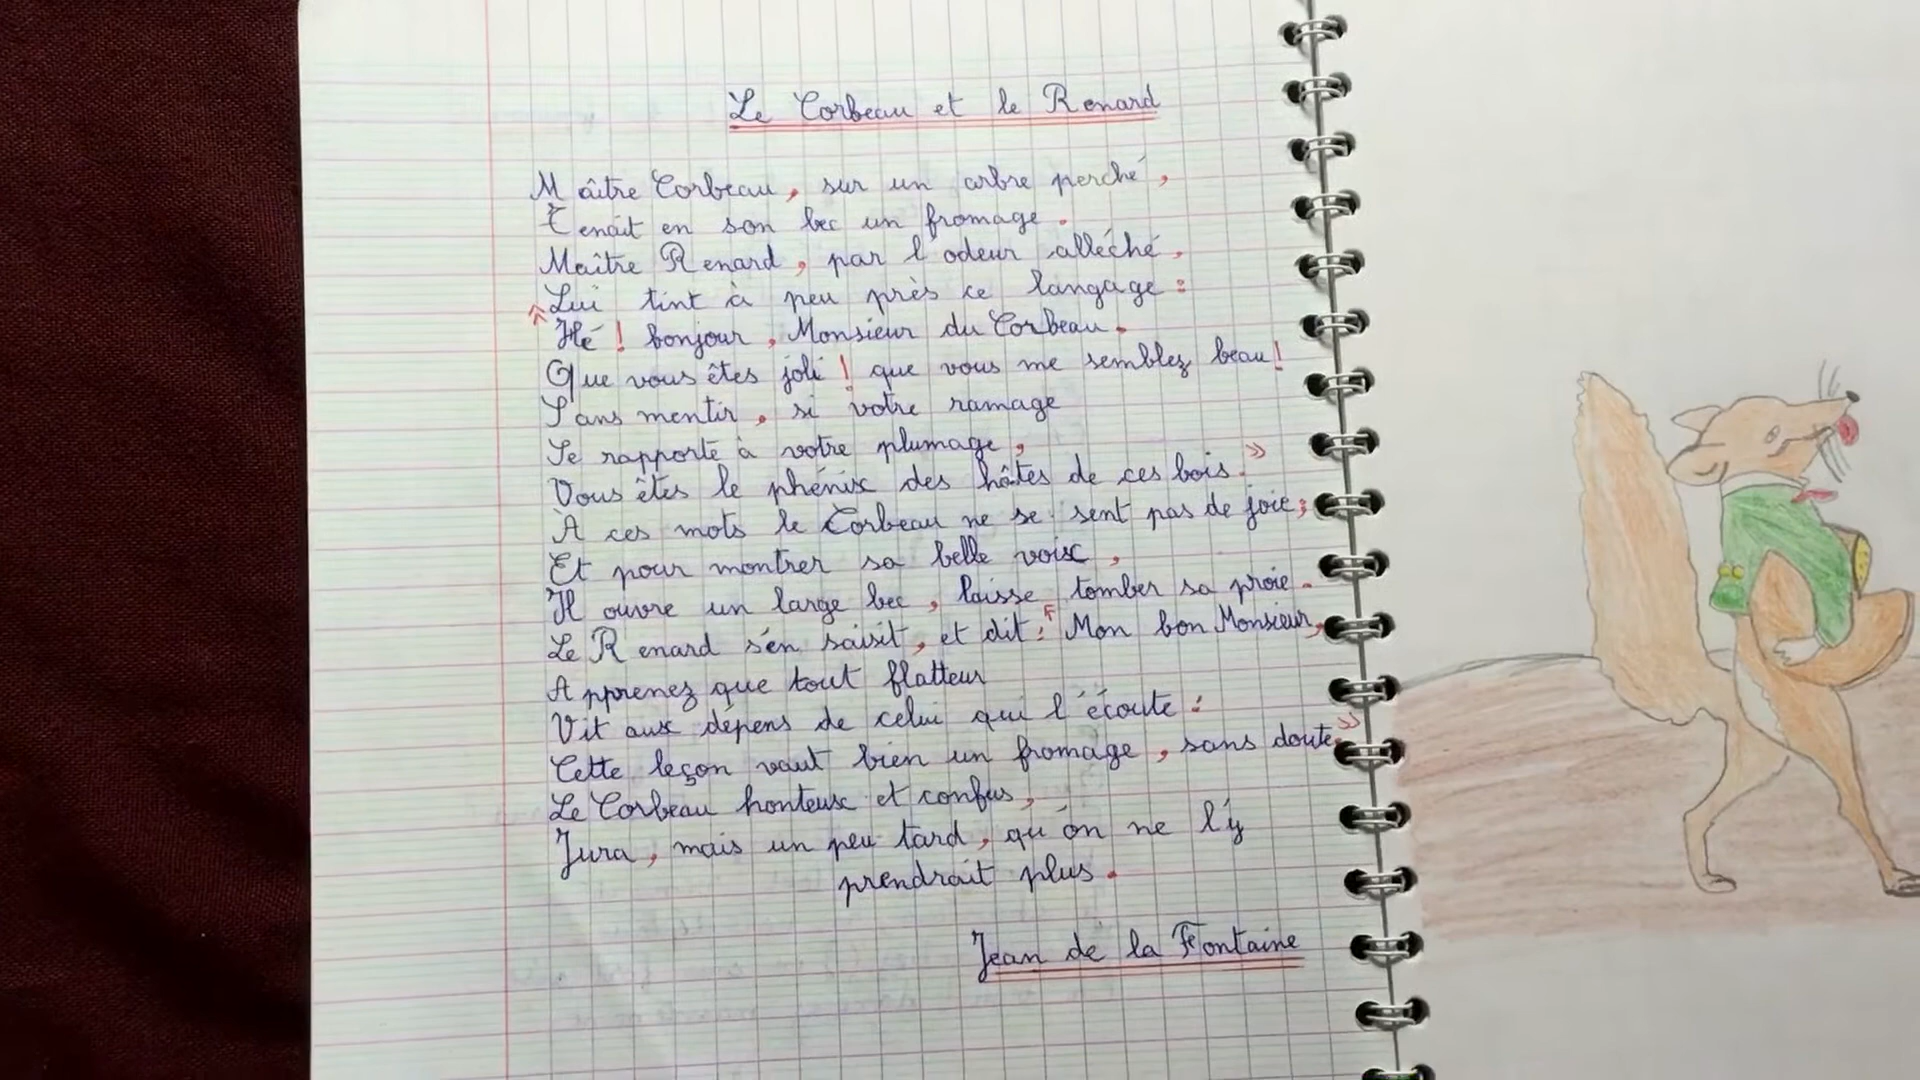 Le Corbeau et le Renard
Maître Corbeau, sur un arbre perché,
Tenait en son bec un fromage.
Maître Renard, par l'odeur alléché,
Lui tint à peu près ce langage :
« Hé ! bonjour, Monsieur du Corbeau.
Que vous êtes joli ! que vous me semblez beau !
Sans mentir, si votre ramage
Se rapporte à votre plumage,
Vous êtes le phénix des hôtes de ces bois. »
A ces mots le Corbeau ne se sent pas de joie ;
Et pour montrer sa belle voix,
Il ouvre un large bec, laisse tomber sa proie.
Le Renard s'en saisit, et dit : « Mon bon Monsieur,
Apprenez que tout flatteur
Vit aux dépens de celui qui l'écoute :
Cette leçon vaut bien un fromage, sans doute. »
Le Corbeau honteux et confus,
Jura, mais un peu tard, qu'on ne l'y
prendrait plus.
Jean de la Fontaine